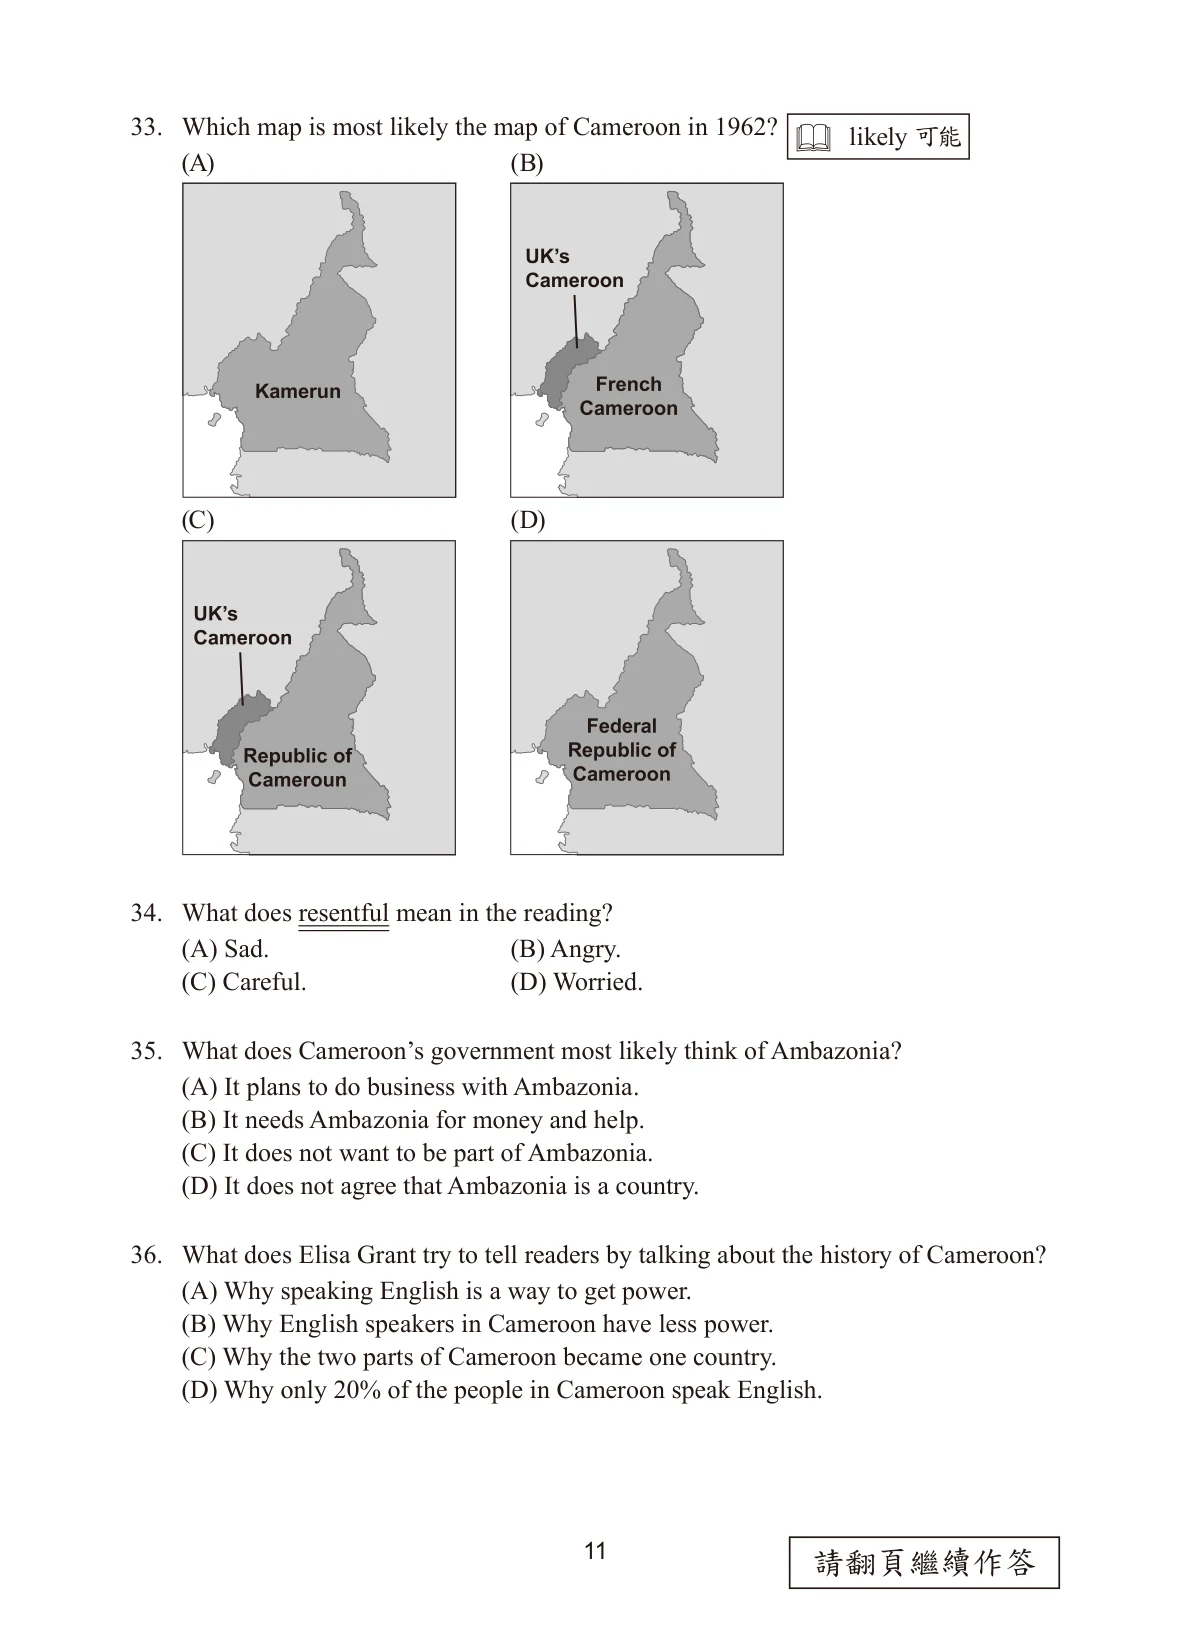 33. Which map is most likely the map of Cameroon in 1962?
likely 可能
(A)
(B)
Kamerun
UK's
Cameroon
French
Cameroon
(C)
(D)
UK's
Cameroon
Republic of
Cameroun
Federal
Republic of
Cameroon
34. What does resentful mean in the reading?
(A) Sad. (B) Angry.
(C) Careful. (D) Worried.
35. What does Cameroon's government most likely think of Ambazonia?
(A) It plans to do business with Ambazonia.
(B) It needs Ambazonia for money and help.
(C) It does not want to be part of Ambazonia.
(D) It does not agree that Ambazonia is a country.
36. What does Elisa Grant try to tell readers by talking about the history of Cameroon?
(A) Why speaking English is a way to get power.
(B) Why English speakers in Cameroon have less power.
(C) Why the two parts of Cameroon became one country.
(D) Why only 20% of the people in Cameroon speak English.
11
請翻頁繼續作答